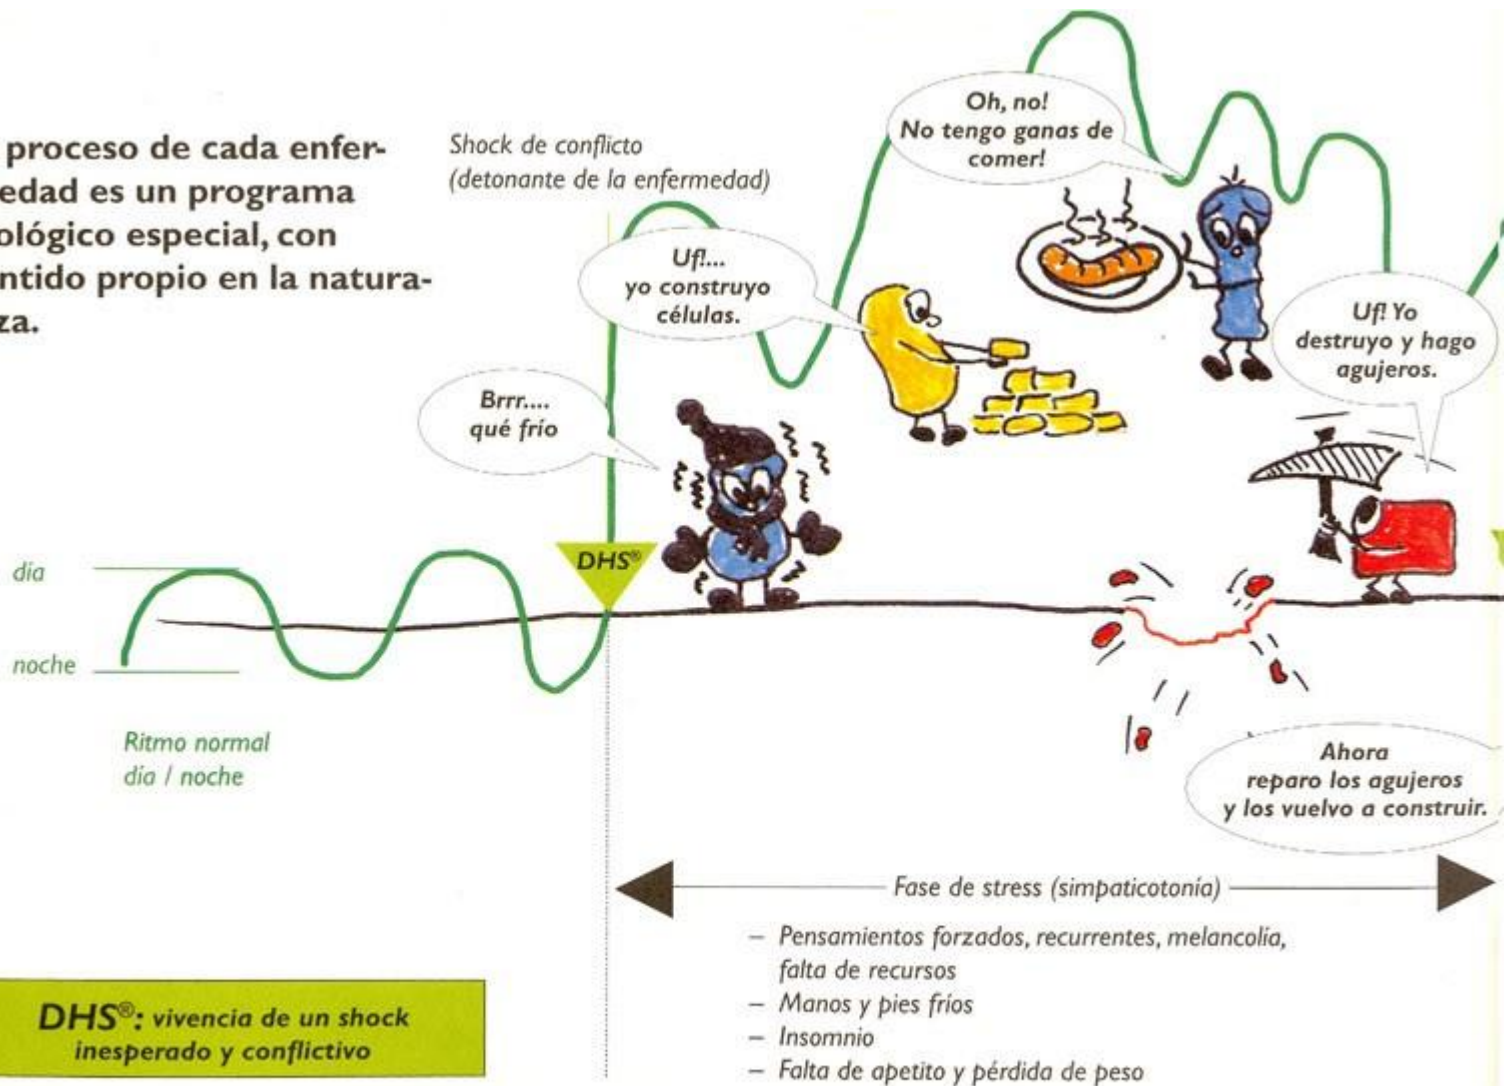 proceso de cada enfer-
edad es un programa
ológico especial, con
ntido propio en la natura-
za.
Shock de conflicto
(detonante de la enfermedad)
Oh, no!
No tengo ganas de
comer!
Uf!...
yo construyo
células.
Uf! Yo
destruyo y hago
agujeros.
Brrr....
qué frío
DHS®
día
noche
Ritmo normal
día / noche
Ahora
reparo los agujeros
y los vuelvo a construir.
Fase de stress (simpaticotonía)
– Pensamientos forzados, recurrentes, melancolía,
falta de recursos
– Manos y pies fríos
– Insomnio
– Falta de apetito y pérdida de peso
DHS®: vivencia de un shock
inesperado y conflictivo